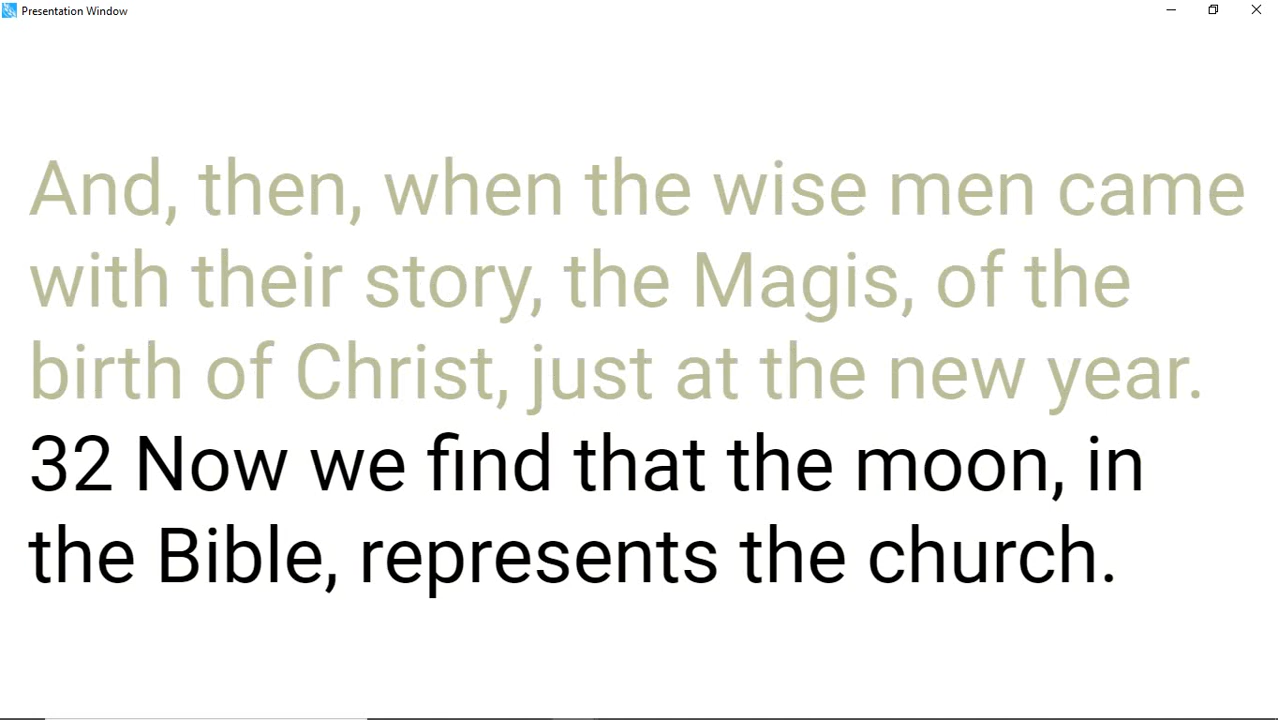 Presentation Window
And, then, when the wise men came
with their story, the Magis, of the
birth of Christ, just at the new year.
32 Now we find that the moon, in
the Bible, represents the church.